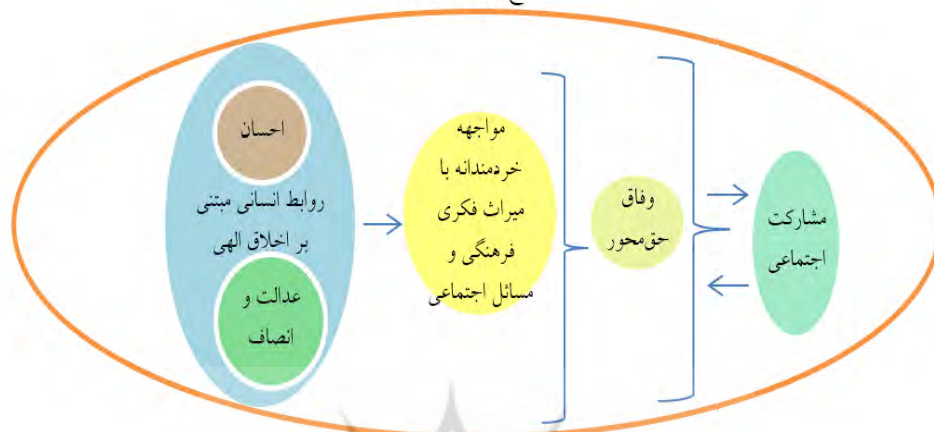 احسان
روابط انسانی مبتنی
بر اخلاق الهی
عدالت و
انصاف
مواجهه
خردمندانه با
میراث فکری
فرهنگی و
مسائل اجتماعی
وفاق
حق‌محور
مشارکت
اجتماعی